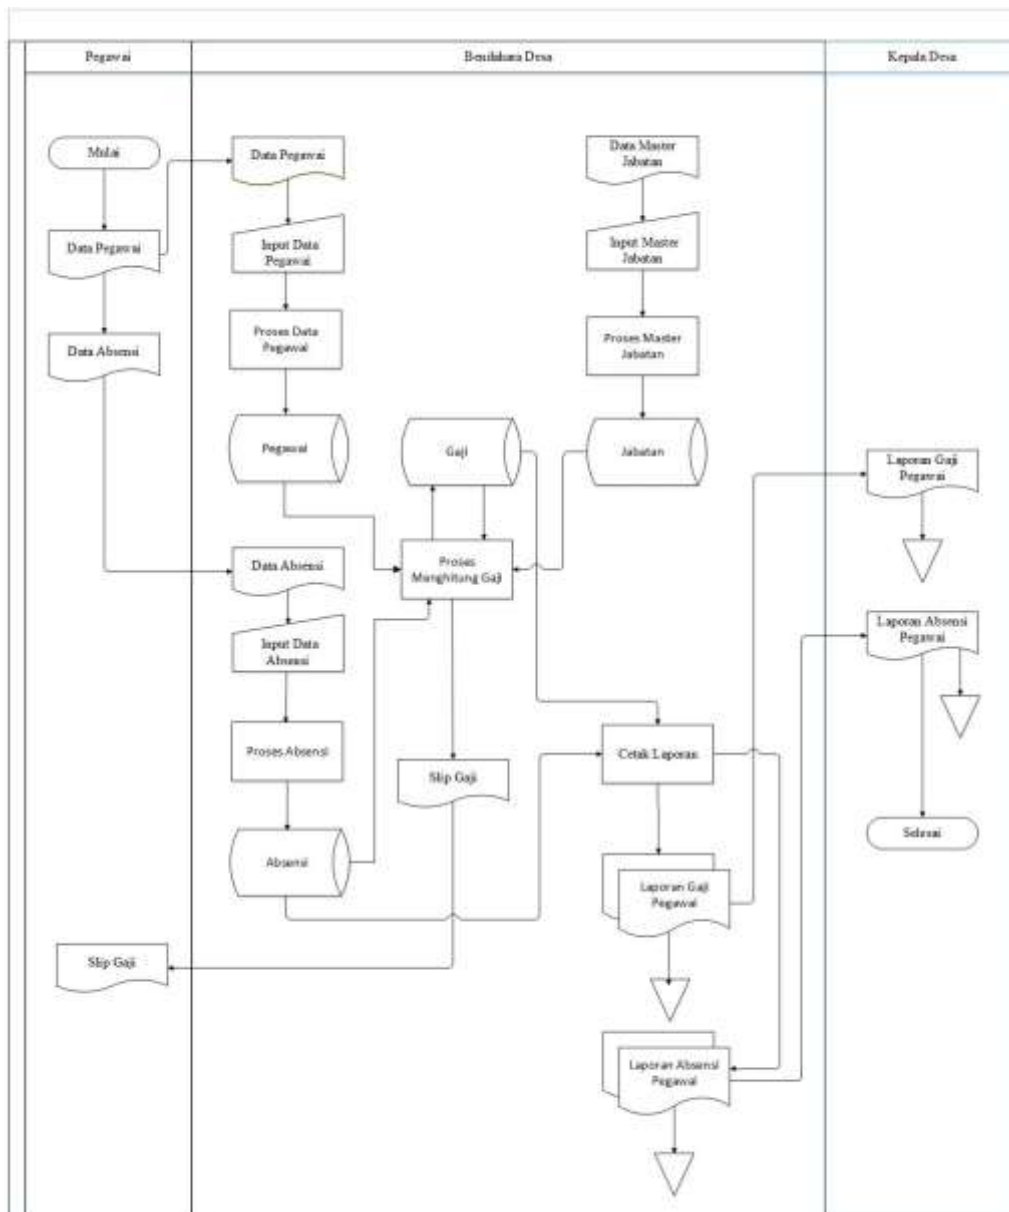 Pegawai
Bendahara Desa
Kepala Desa
Mulai
Data Pegawai
Data Absensi
Slip Gaji
Data Pegawai
Input Data
Pegawai
Proses Data
Pegawai
Pegawai
Data Absensi
Input Data
Absensi
Proses Absensi
Absensi
Gaji
Proses
Menghitung Gaji
Slip Gaji
Data Master
Jabatan
Input Master
Jabatan
Proses Master
Jabatan
Jabatan
Cetak Laporan
Laporan Gaji
Pegawai
Laporan Absensi
Pegawai
Laporan Gaji
Pegawai
Laporan Absensi
Pegawai
Selesai